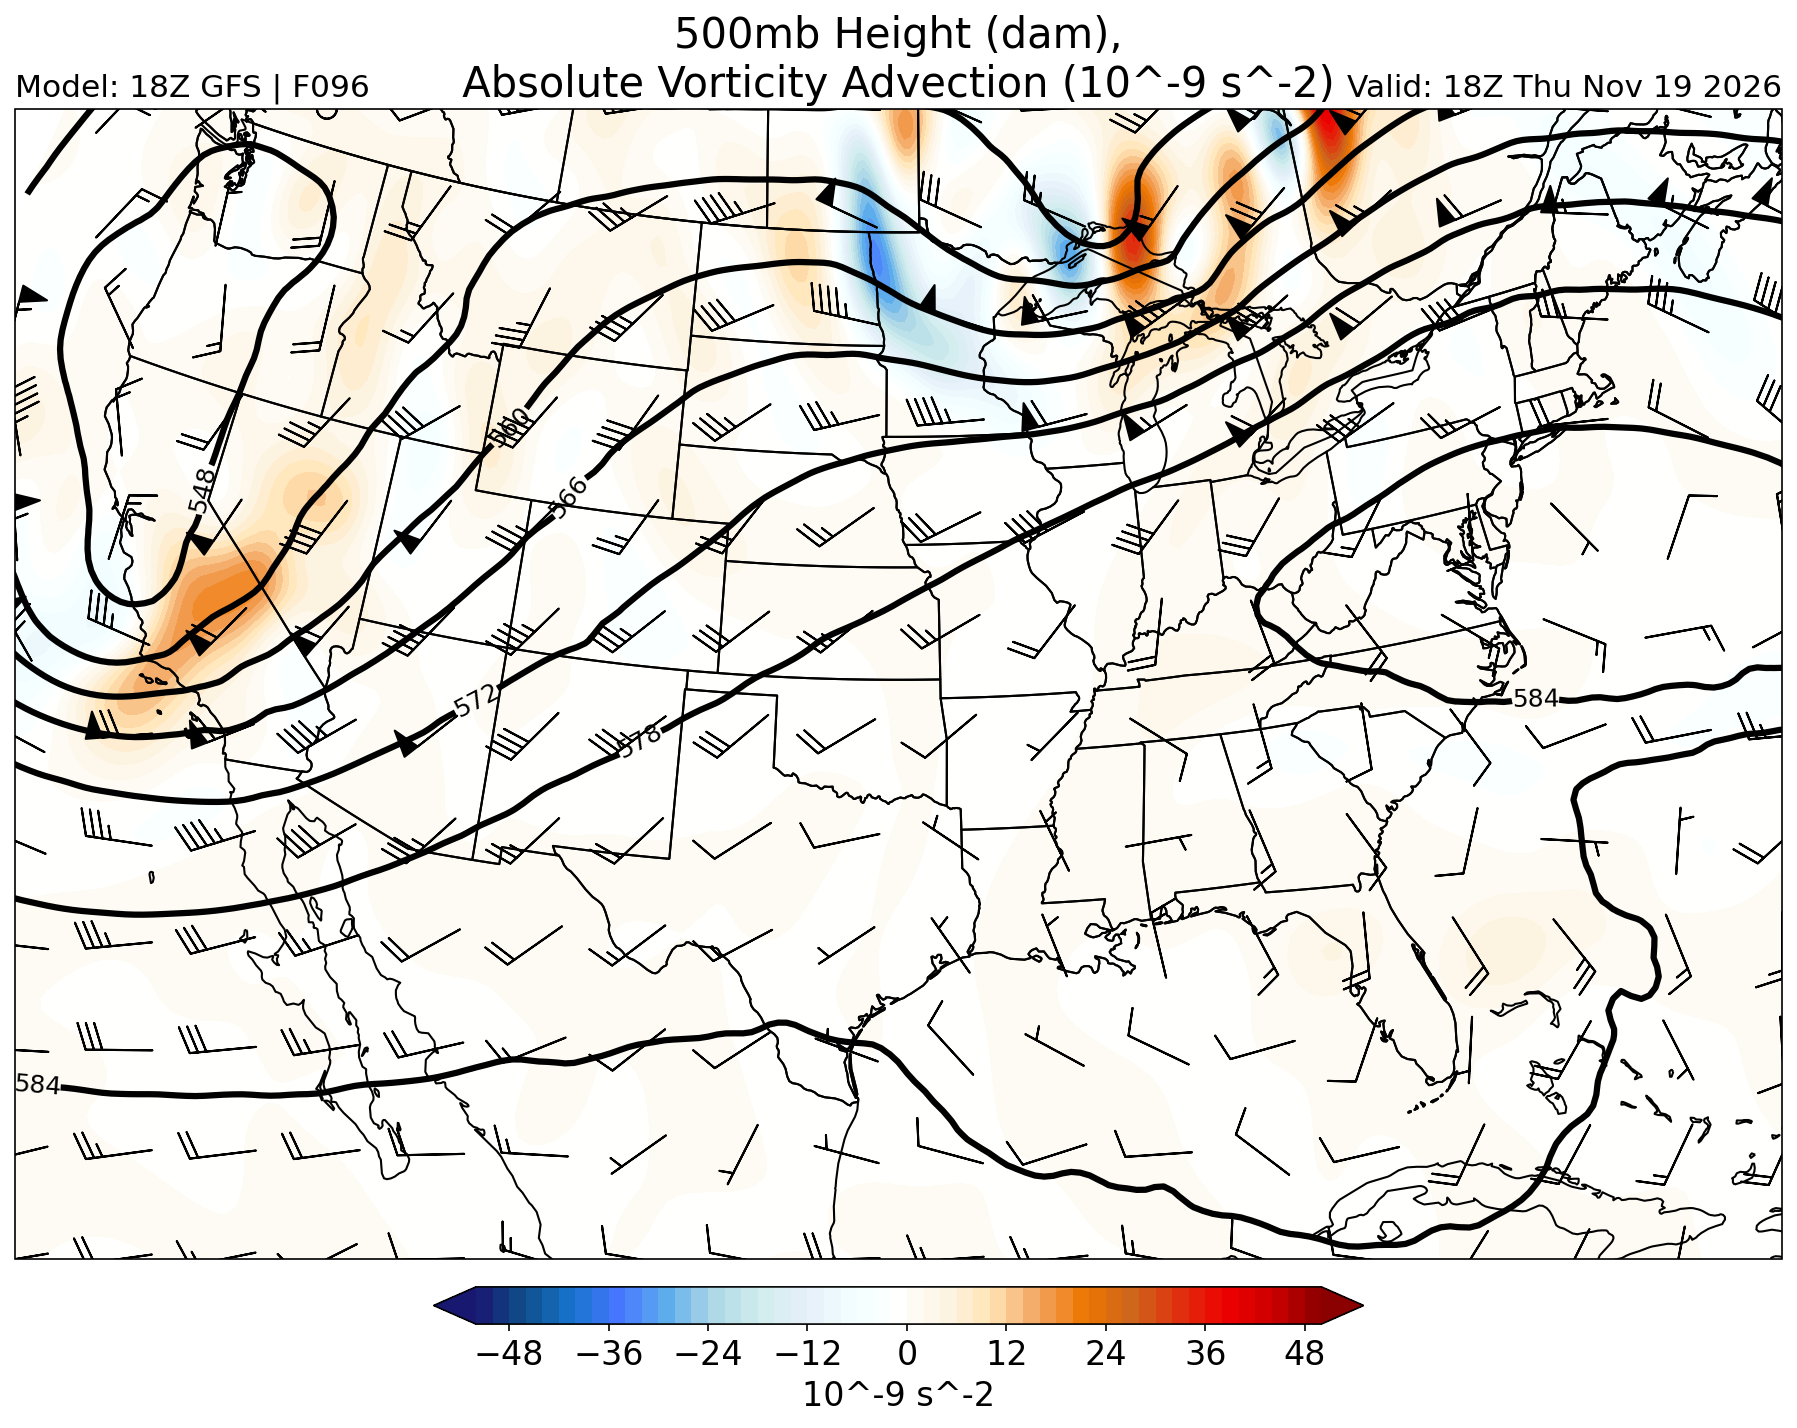 500mb Height (dam),
Model: 18Z GFS | F096
Absolute Vorticity Advection (10^-9 s^-2)
Valid: 18Z Thu Nov 19 2026
560
548
566
572
584
578
584
−48 −36 −24 −12 0 12 24 36 48
10^-9 s^-2